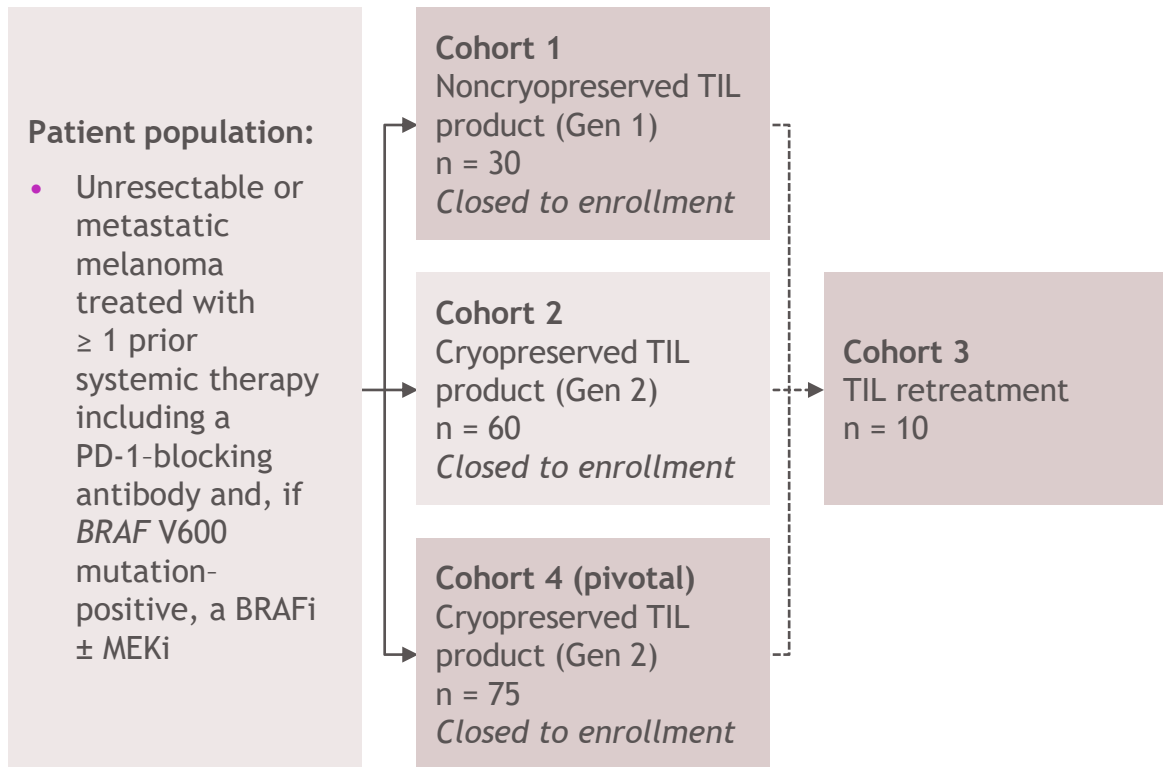 Patient population:
• Unresectable or
metastatic
melanoma
treated with
≥ 1 prior
systemic therapy
including a
PD-1–blocking
antibody and, if
BRAF V600
mutation–
positive, a BRAFi
± MEKi
Cohort 1
Noncryopreserved TIL
product (Gen 1)
n = 30
Closed to enrollment
Cohort 2
Cryopreserved TIL
product (Gen 2)
n = 60
Closed to enrollment
Cohort 4 (pivotal)
Cryopreserved TIL
product (Gen 2)
n = 75
Closed to enrollment
Cohort 3
TIL retreatment
n = 10